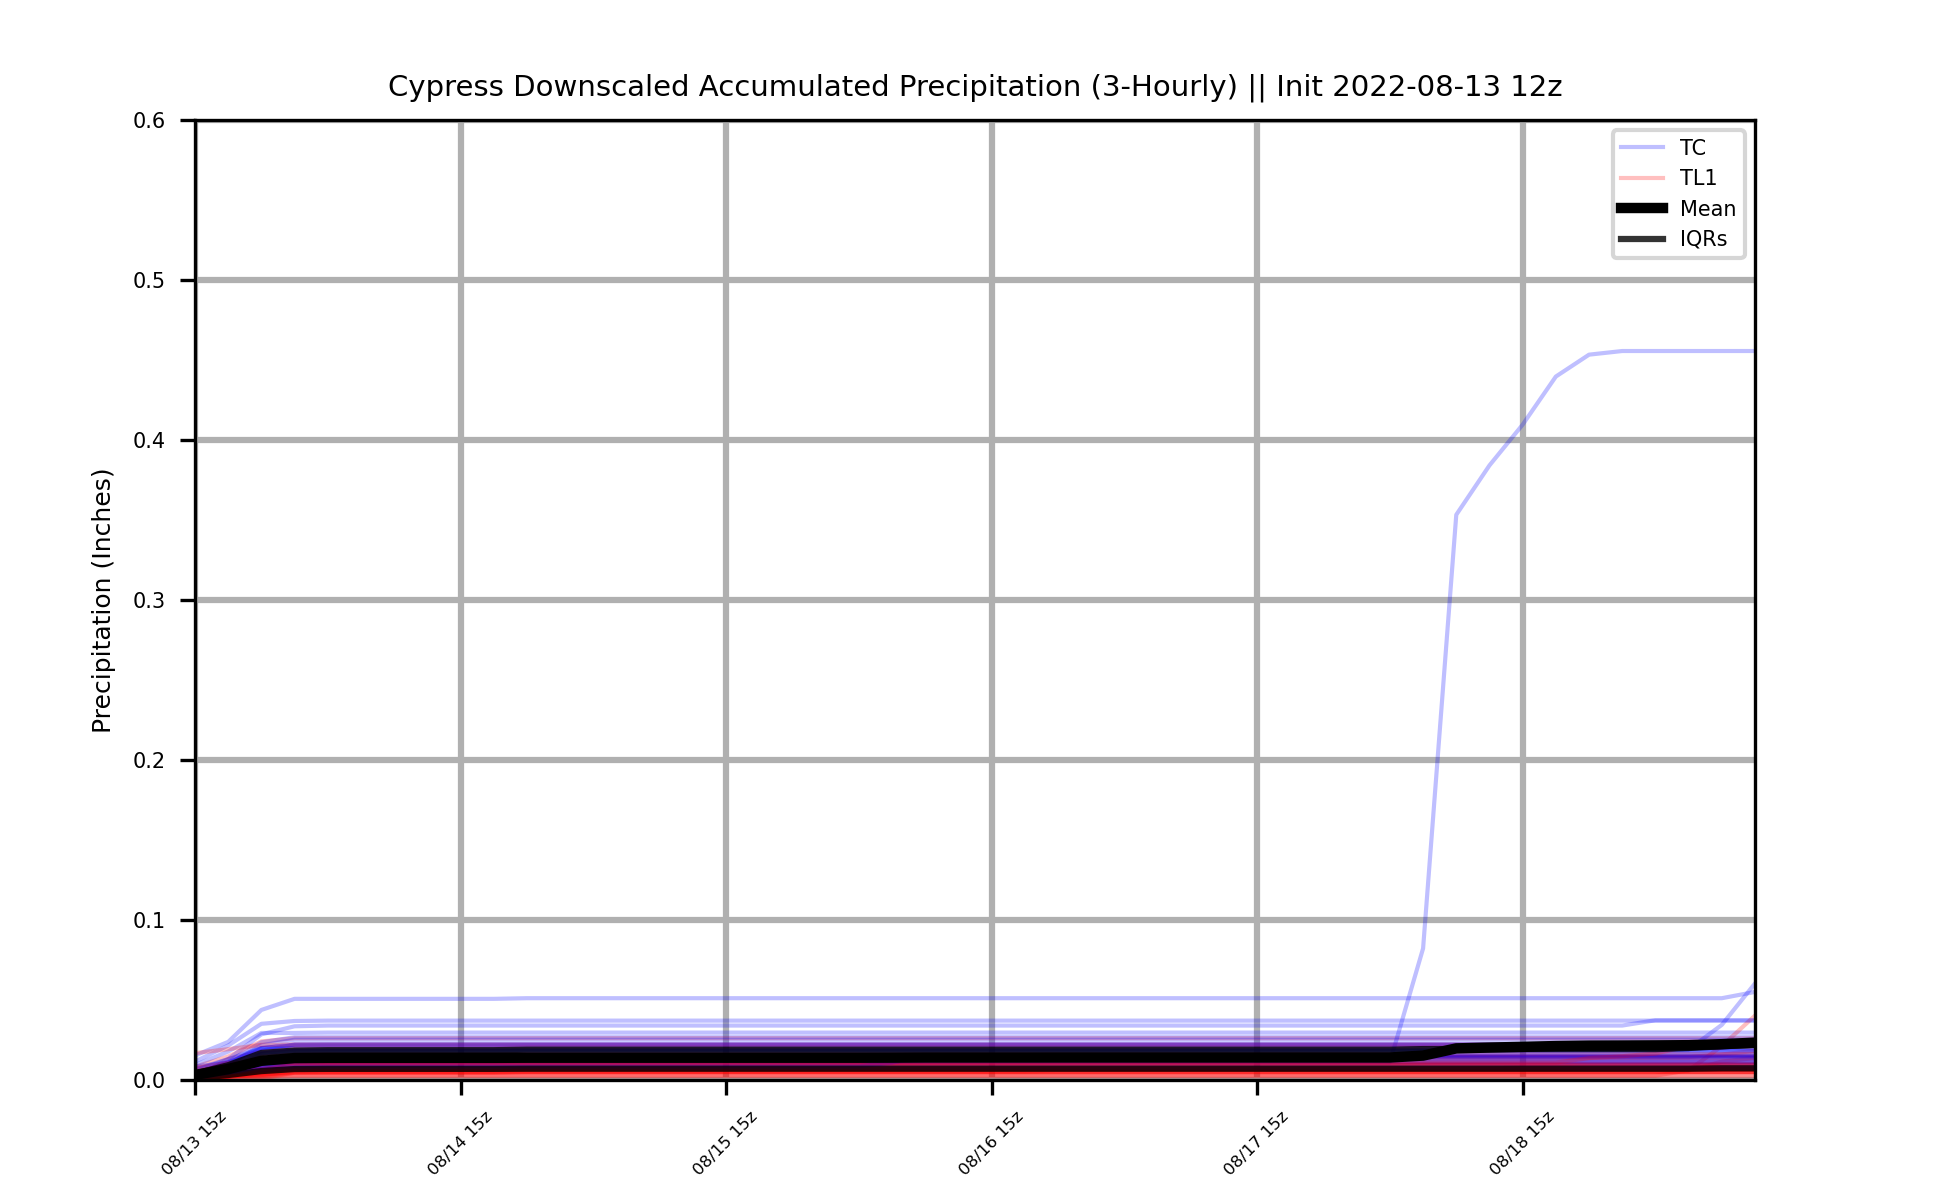 Cypress Downscaled Accumulated Precipitation (3-Hourly) || Init 2022-08-13 12z
TC
TL1
Mean
IQRs
Precipitation (Inches)
0.6
0.5
0.4
0.3
0.2
0.1
0.0
08/13 15z
08/14 15z
08/15 15z
08/16 15z
08/17 15z
08/18 15z